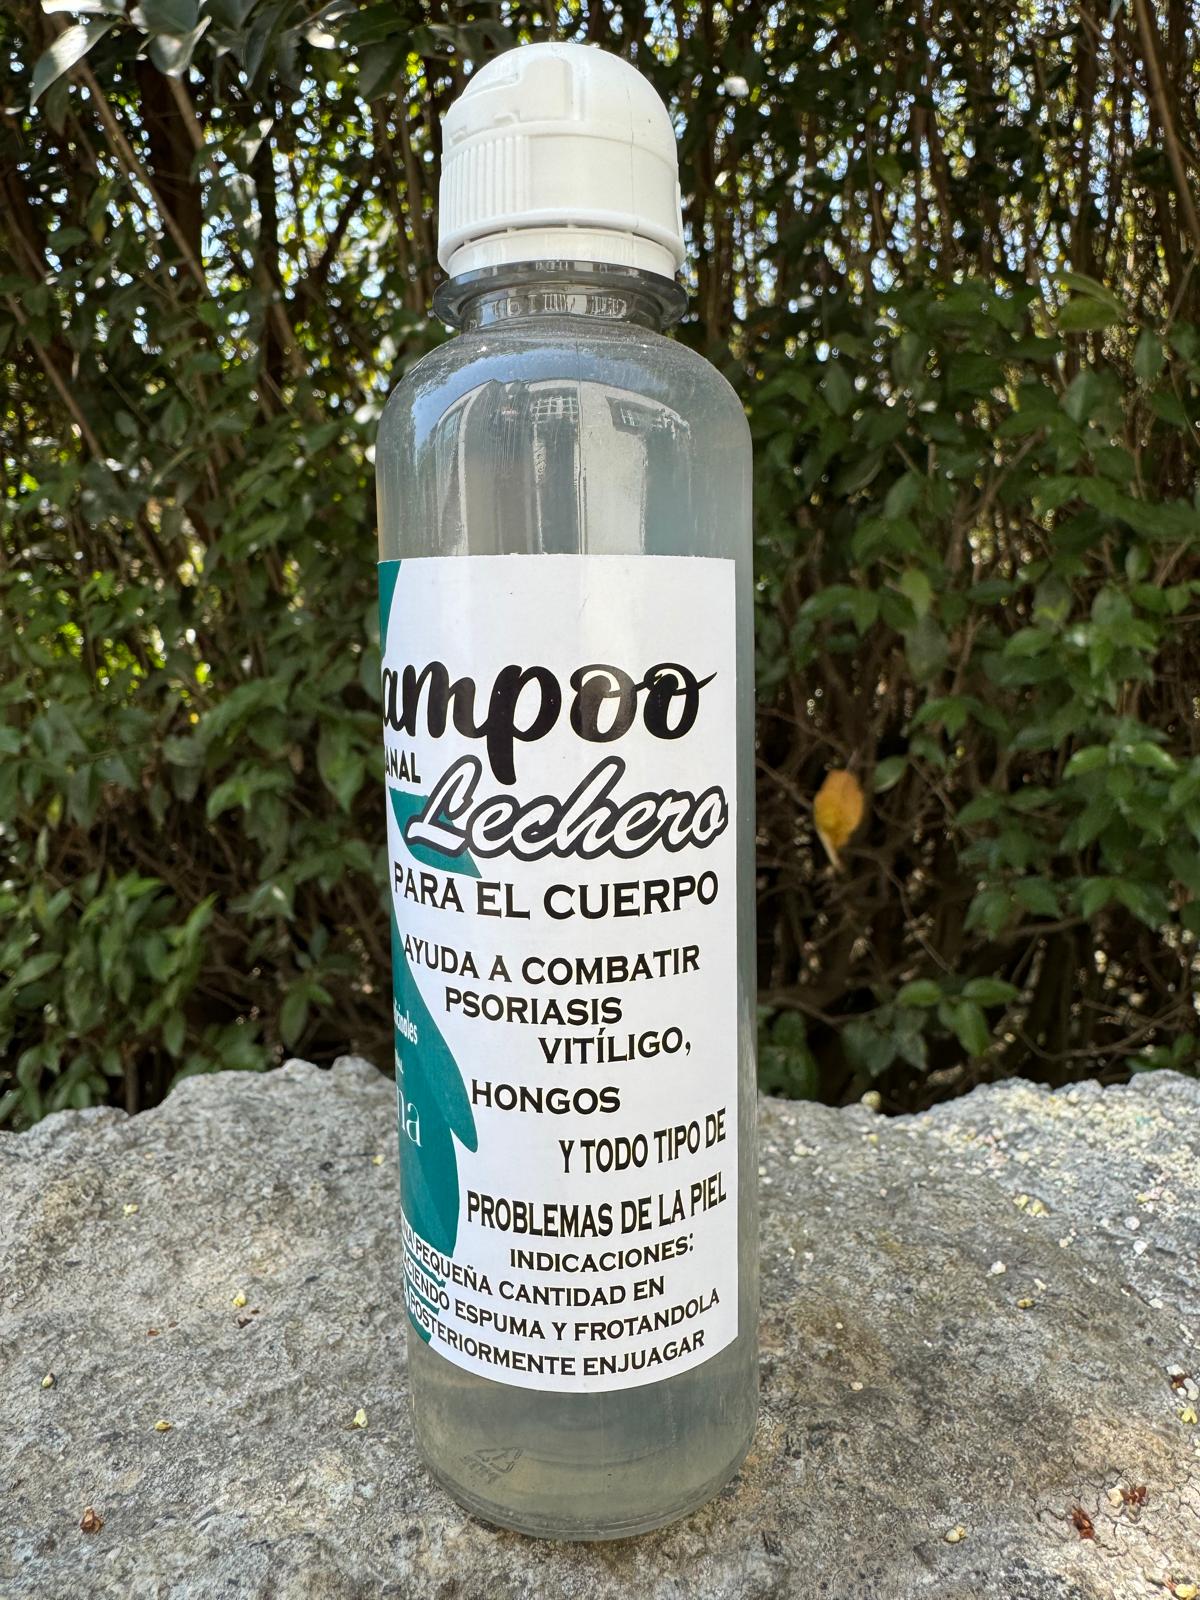 ampoo
ANAL
Lechero
PARA EL CUERPO
AYUDA A COMBATIR
PSORIASIS
VITÍLIGO,
HONGOS
Y TODO TIPO DE
PROBLEMAS DE LA PIEL
INDICACIONES:
PEQUEÑA CANTIDAD EN
CIENDO ESPUMA Y FROTANDOLA
POSTERIORMENTE ENJUAGAR
na